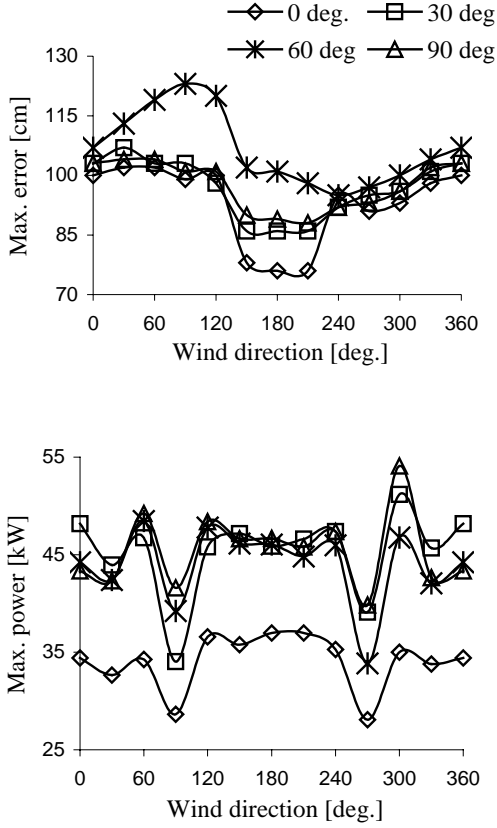 0 deg. 30 deg
60 deg 90 deg
130
115
100
85
70
Max. error [cm]
0 60 120 180 240 300 360
Wind direction [deg.]
55
45
35
25
Max. power [kW]
0 60 120 180 240 300 360
Wind direction [deg.]